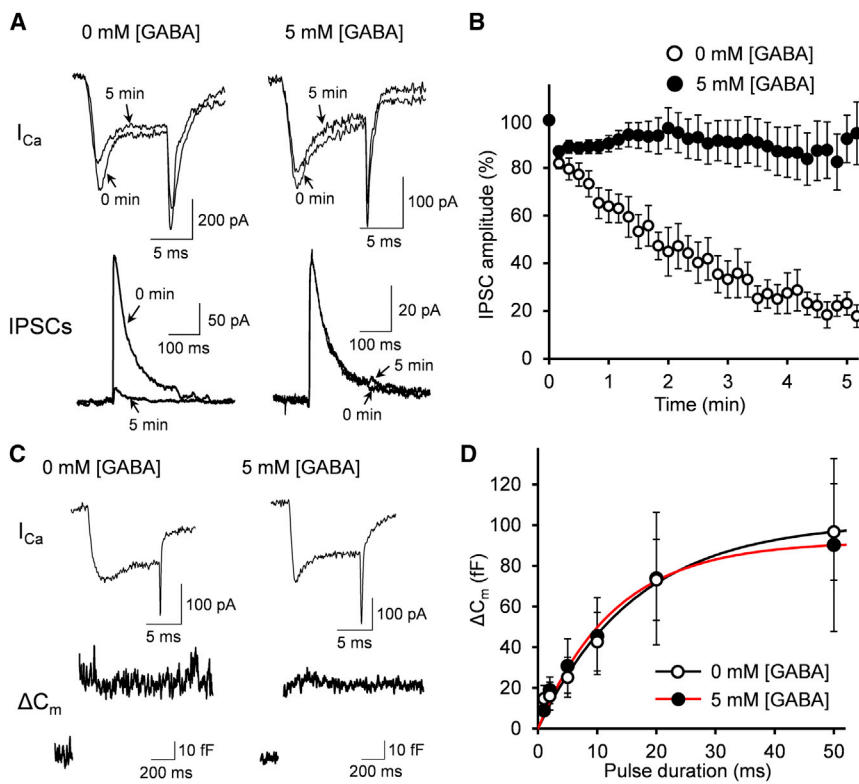 A
0 mM [GABA]
5 mM [GABA]
I_Ca
5 min
0 min
200 pA
5 ms
5 min
0 min
100 pA
5 ms
IPSCs
0 min
50 pA
100 ms
5 min
20 pA
100 ms
5 min
0 min
B
0 mM [GABA]
5 mM [GABA]
IPSC amplitude (%)
100
80
60
40
20
0
0 1 2 3 4 5
Time (min)
C
0 mM [GABA]
5 mM [GABA]
I_Ca
100 pA
5 ms
100 pA
5 ms
ΔC_m
10 fF
200 ms
10 fF
200 ms
D
ΔC_m (fF)
120
100
80
60
40
20
0
0 10 20 30 40 50
Pulse duration (ms)
0 mM [GABA]
5 mM [GABA]